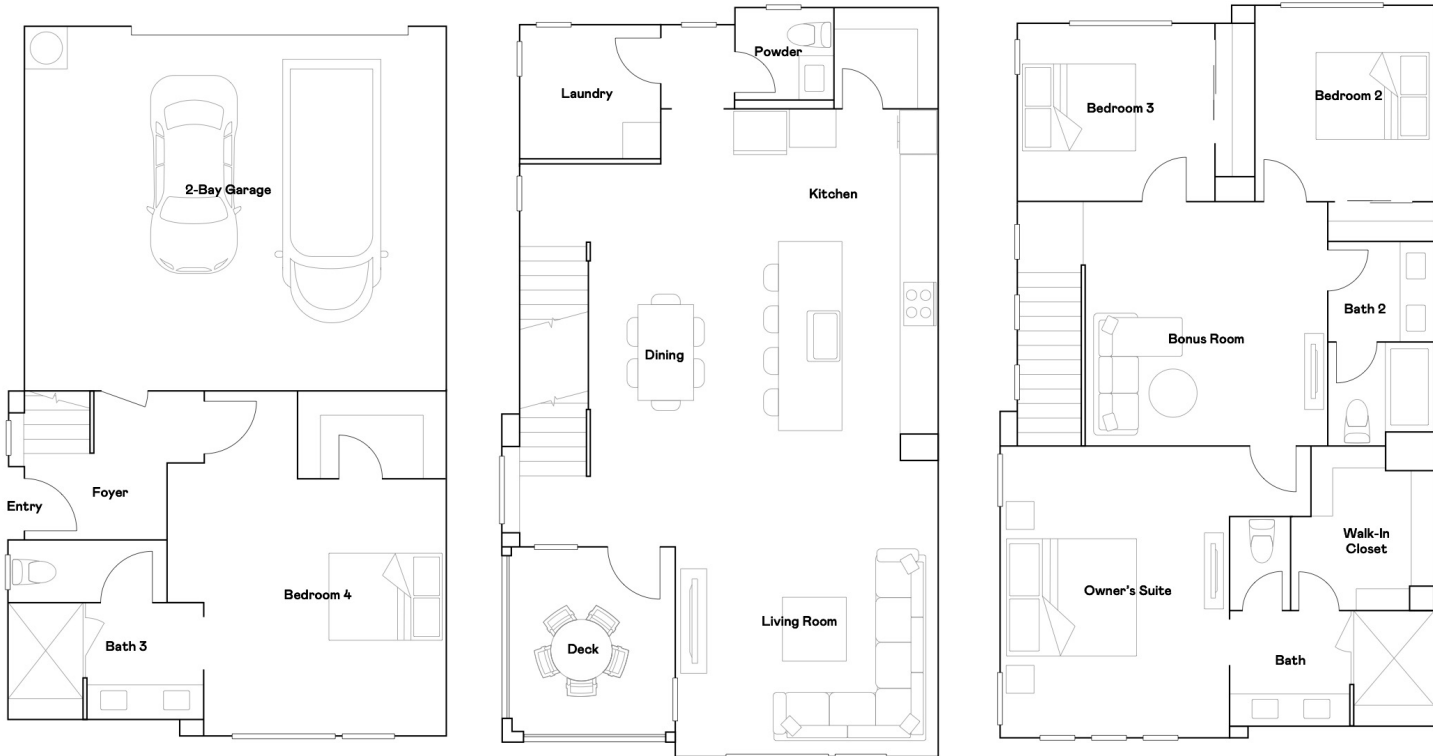 2-Bay Garage
Entry
Foyer
Bedroom 4
Bath 3
Powder
Laundry
Kitchen
Dining
Living Room
Deck
Bedroom 3
Bedroom 2
Bath 2
Bonus Room
Walk-In
Closet
Owner's Suite
Bath